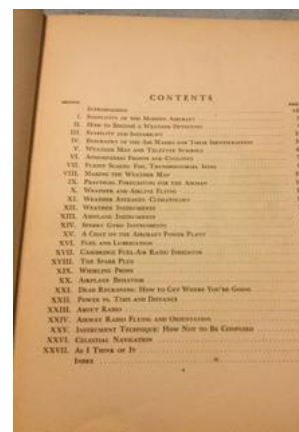 CONTENTS
INTRODUCTION
I. SIMPLICITY OF THE MODERN AIRCRAFT
II. HOW TO BECOME A WEATHER DETECTIVE
III. STABILITY AND INSTABILITY
IV. BIOGRAPHY OF THE AIR MASSES AND THEIR IDENTIFICATION
V. WEATHER MAP AND TELETYPE SYMBOLS
VI. ATMOSPHERIC FRONTS AND CYCLONES
VII. FLIGHT SCARES: FOG, THUNDERSTORMS, ICING
VIII. MAKING THE WEATHER MAP
IX. PRACTICAL FORECASTING FOR THE AIRMAN
X. WEATHER AND AIRLINE FLYING
XI. WEATHER AVERAGES: CLIMATOLOGY
XII. WEATHER INSTRUMENTS
XIII. AIRPLANE INSTRUMENTS
XIV. SPERRY GYRO INSTRUMENTS
XV. A CHAT ON THE AIRCRAFT POWER PLANT
XVI. FUEL AND LUBRICATION
XVII. CAMBRIDGE FUEL-AIR RATIO INDICATOR
XVIII. THE SPARK PLUG
XIX. WHIRLING PROPS
XX. AIRPLANE BEHAVIOR
XXI. DEAD RECKONING: HOW TO GET WHERE YOU'RE GOING
XXII. POWER VS. TIME AND DISTANCE
XXIII. ABOUT RADIO
XXIV. AIRWAY RADIO FLYING AND ORIENTATION
XXV. INSTRUMENT TECHNIQUE: HOW NOT TO BE CONFUSED
XXVI. CELESTIAL NAVIGATION
XXVII. AS I THINK OF IT
INDEX